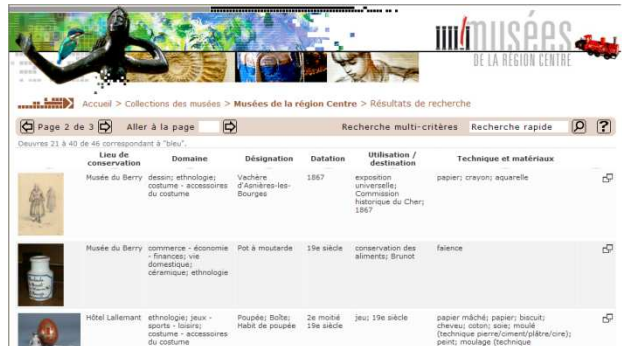 musées
DE LA RÉGION CENTRE
Accueil > Collections des musées > Musées de la région Centre > Résultats de recherche
Page 2 de 3 Aller à la page Recherche multi-critères Recherche rapide ?
Oeuvres 21 à 40 de 46 correspondant à "bleu".
Lieu de conservation Domaine Désignation Datation Utilisation / destination Technique et matériaux
Musée du Berry dessin; ethnologie; Vachère 1867 exposition papier; crayon; aquarelle
costume - accessoires d'Asnières-les- universelle;
du costume Bourges Commission
historique du Cher;
1867
Musée du Berry commerce - économie Pot à moutarde 19e siècle conservation des faïence
- finances; vie aliments; Brunot
domestique;
céramique; ethnologie
Hôtel Lallemant ethnologie; jeux - Poupée; Boîte; 2e moitié jeu; 19e siècle papier mâché; papier; biscuit;
sports - loisirs; Habit de poupée 19e siècle cheveu; coton; soie; moulé
costume - accessoires (technique pierre/ciment/plâtre/cire);
du costume peint; moulage (technique